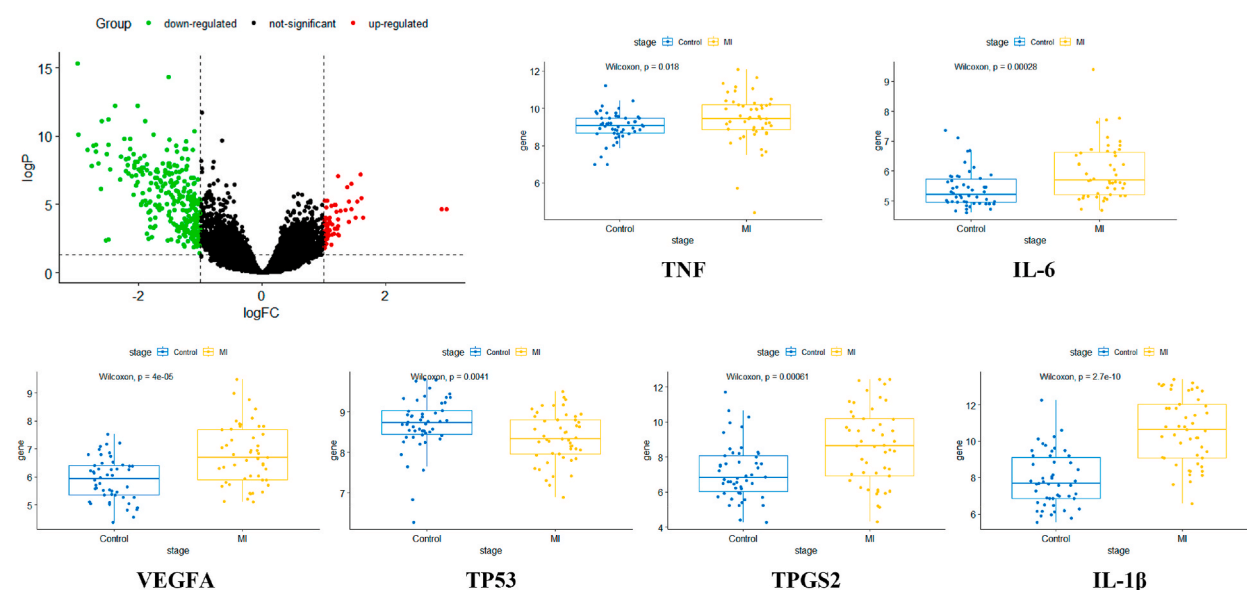 Group down-regulated not-significant up-regulated
15
10
5
0
logP
-2 0 2
logFC
stage Control MI
Wilcoxon, p = 0.018
12
10
8
6
gene
Control MI
stage
TNF
stage Control MI
Wilcoxon, p = 0.00028
9
8
7
6
5
gene
Control MI
stage
IL-6
stage Control MI
Wilcoxon, p = 4e-05
9
8
7
6
5
gene
Control MI
stage
VEGFA
stage Control MI
Wilcoxon, p = 0.0041
9
8
7
gene
Control MI
stage
TP53
stage Control MI
Wilcoxon, p = 0.00061
12
10
8
6
4
gene
Control MI
stage
TPGS2
stage Control MI
Wilcoxon, p = 2.7e-10
12
10
8
6
gene
Control MI
stage
IL-1β